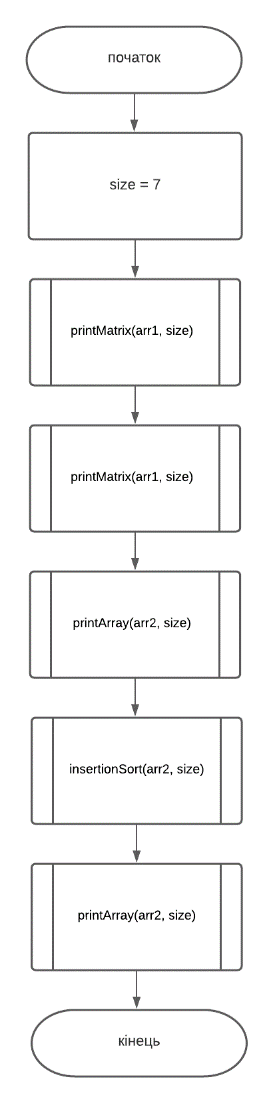 початок
size = 7
printMatrix(arr1, size)
printMatrix(arr1, size)
printArray(arr2, size)
insertionSort(arr2, size)
printArray(arr2, size)
кінець